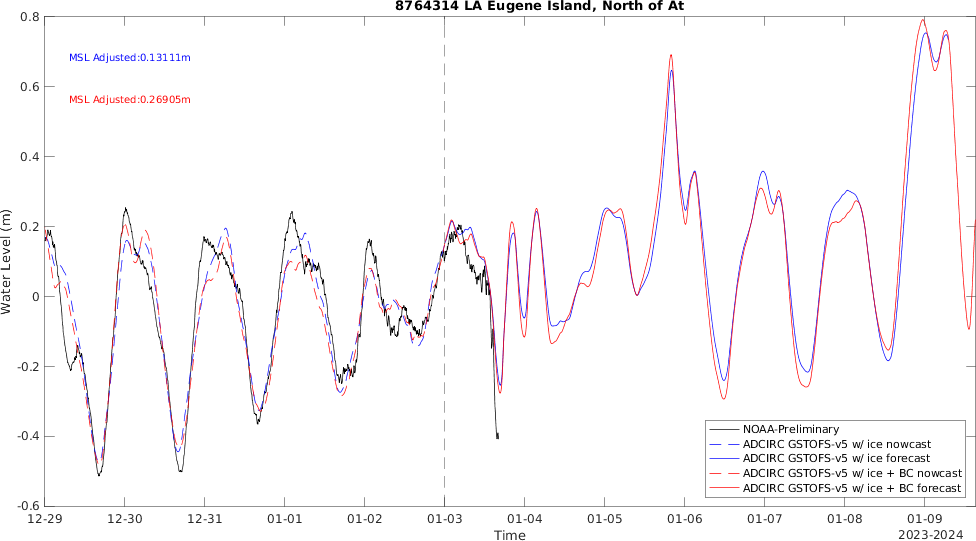 8764314 LA Eugene Island, North of At
0.8
0.6
0.4
0.2
0
-0.2
-0.4
-0.6
Water Level (m)
MSL Adjusted:0.13111m
MSL Adjusted:0.26905m
NOAA-Preliminary
ADCIRC GSTOFS-v5 w/ ice nowcast
ADCIRC GSTOFS-v5 w/ ice forecast
ADCIRC GSTOFS-v5 w/ ice + BC nowcast
ADCIRC GSTOFS-v5 w/ ice + BC forecast
12-29 12-30 12-31 01-01 01-02 01-03 01-04 01-05 01-06 01-07 01-08 01-09
Time
2023-2024